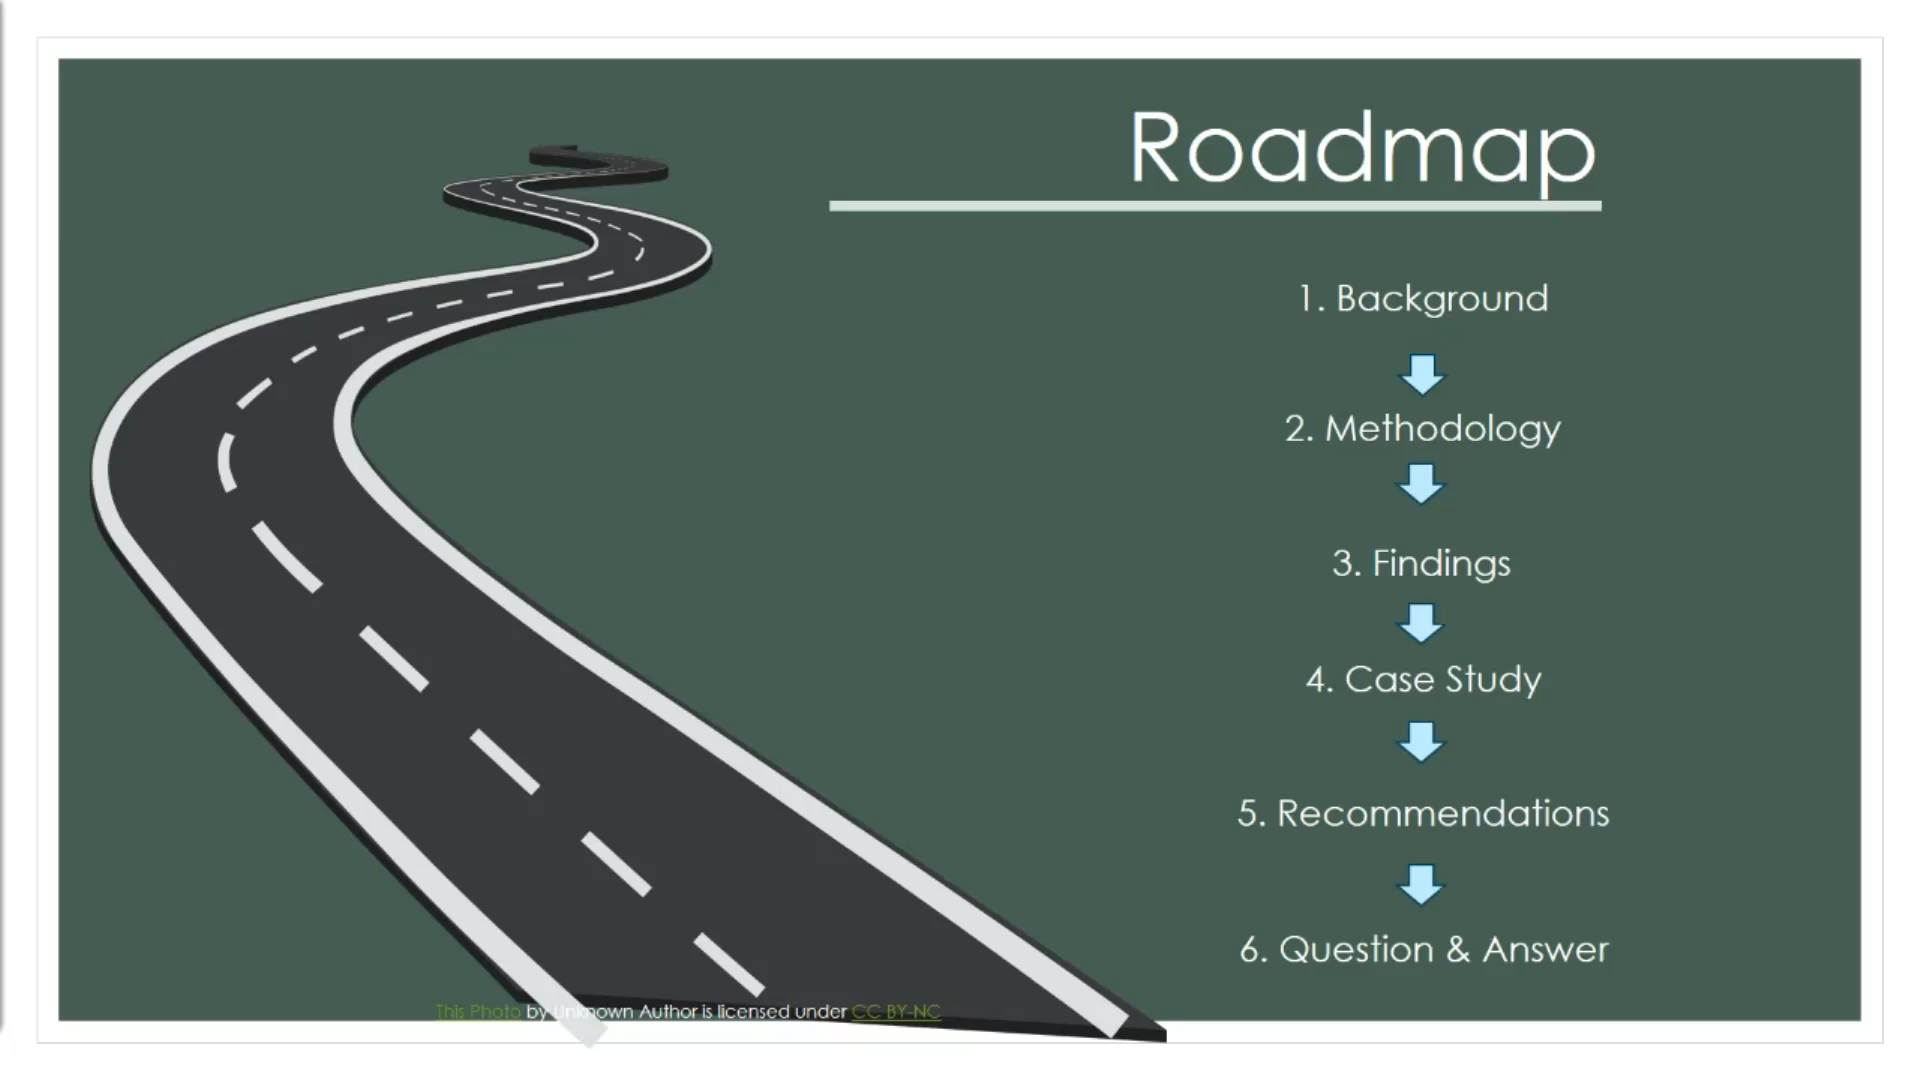 Roadmap
1. Background
2. Methodology
3. Findings
4. Case Study
5. Recommendations
6. Question & Answer
This Photo by Unknown Author is licensed under CC BY-NC